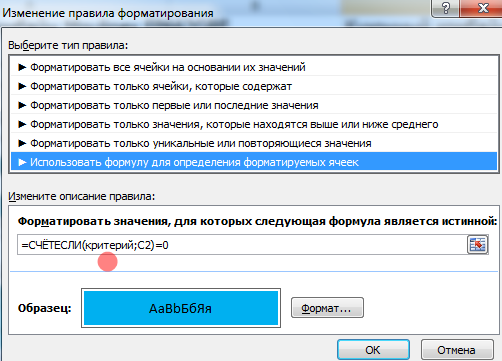 Изменение правила форматирования
Выберите тип правила:
► Форматировать все ячейки на основании их значений
► Форматировать только ячейки, которые содержат
► Форматировать только первые или последние значения
► Форматировать только значения, которые находятся выше или ниже среднего
► Форматировать только уникальные или повторяющиеся значения
► Использовать формулу для определения форматируемых ячеек
Измените описание правила:
Форматировать значения, для которых следующая формула является истинной:
=СЧЁТЕСЛИ(критерий;C2)=0
Образец: АаВbБбЯя Формат...
ОК Отмена